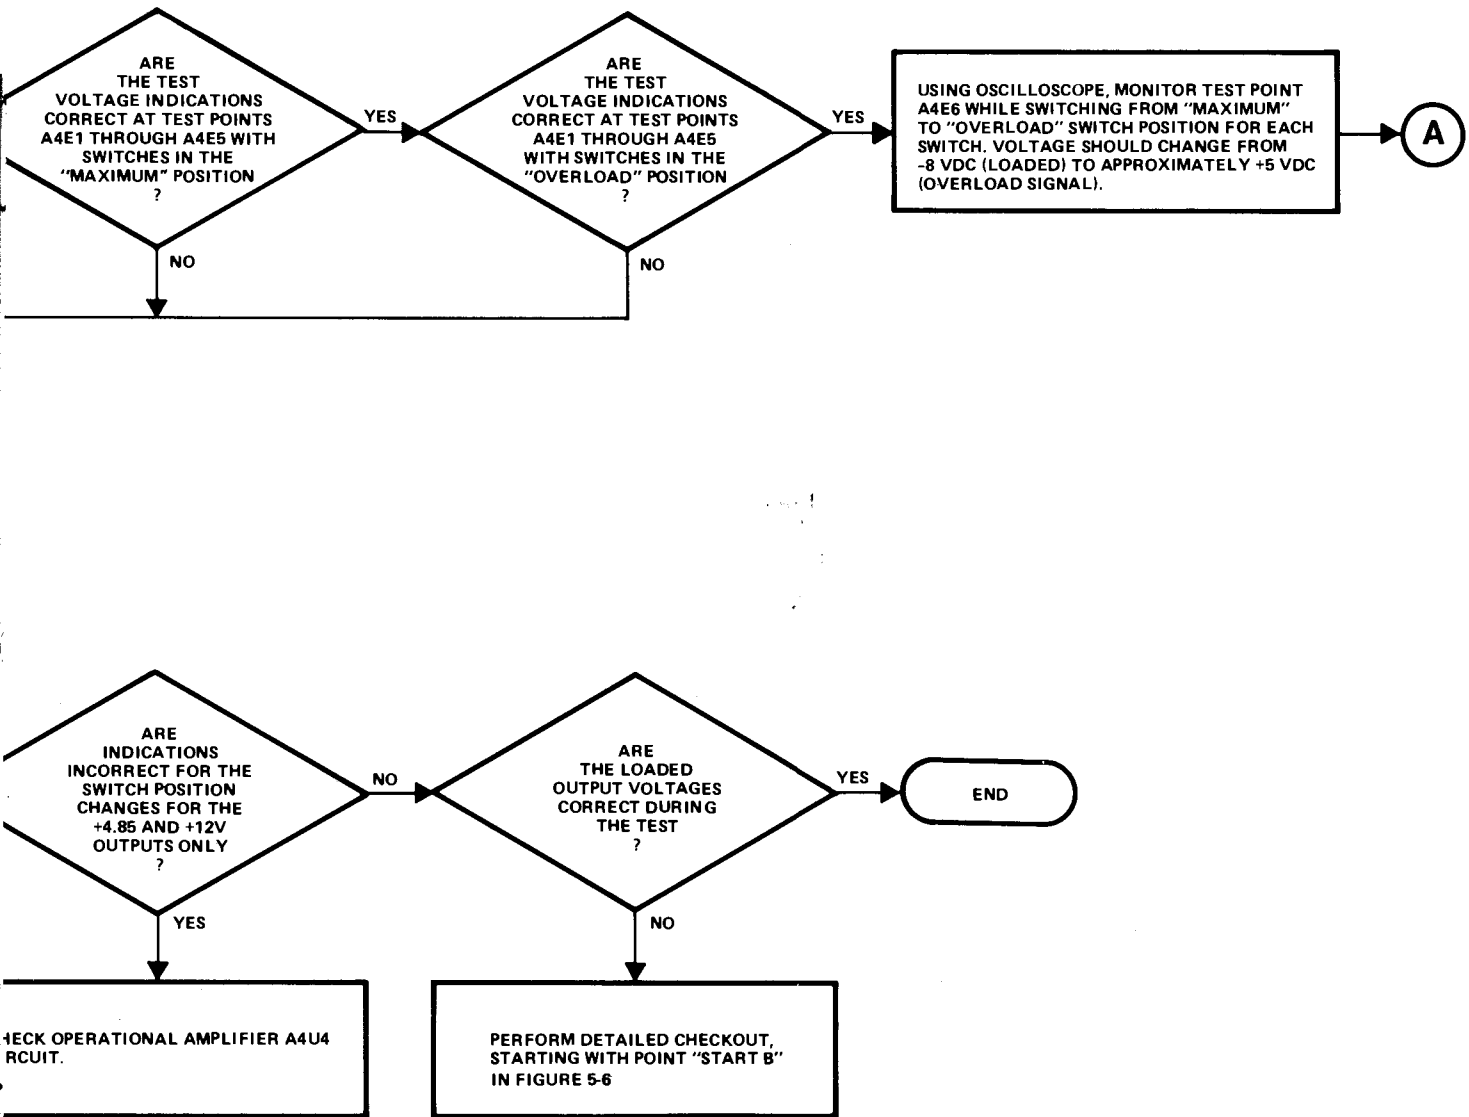 ARE
THE TEST
VOLTAGE INDICATIONS
CORRECT AT TEST POINTS
A4E1 THROUGH A4E5 WITH
SWITCHES IN THE
"MAXIMUM" POSITION
?
YES
NO
ARE
THE TEST
VOLTAGE INDICATIONS
CORRECT AT TEST POINTS
A4E1 THROUGH A4E5
WITH SWITCHES IN THE
"OVERLOAD" POSITION
?
YES
NO
USING OSCILLOSCOPE, MONITOR TEST POINT
A4E6 WHILE SWITCHING FROM "MAXIMUM"
TO "OVERLOAD" SWITCH POSITION FOR EACH
SWITCH. VOLTAGE SHOULD CHANGE FROM
-8 VDC (LOADED) TO APPROXIMATELY +5 VDC
(OVERLOAD SIGNAL).
A
ARE
INDICATIONS
INCORRECT FOR THE
SWITCH POSITION
CHANGES FOR THE
+4.85 AND +12V
OUTPUTS ONLY
?
NO
YES
ARE
THE LOADED
OUTPUT VOLTAGES
CORRECT DURING
THE TEST
?
YES
NO
END
OPERATIONAL AMPLIFIER A4U4
PERFORM DETAILED CHECKOUT,
STARTING WITH POINT "START B"
IN FIGURE 5-6